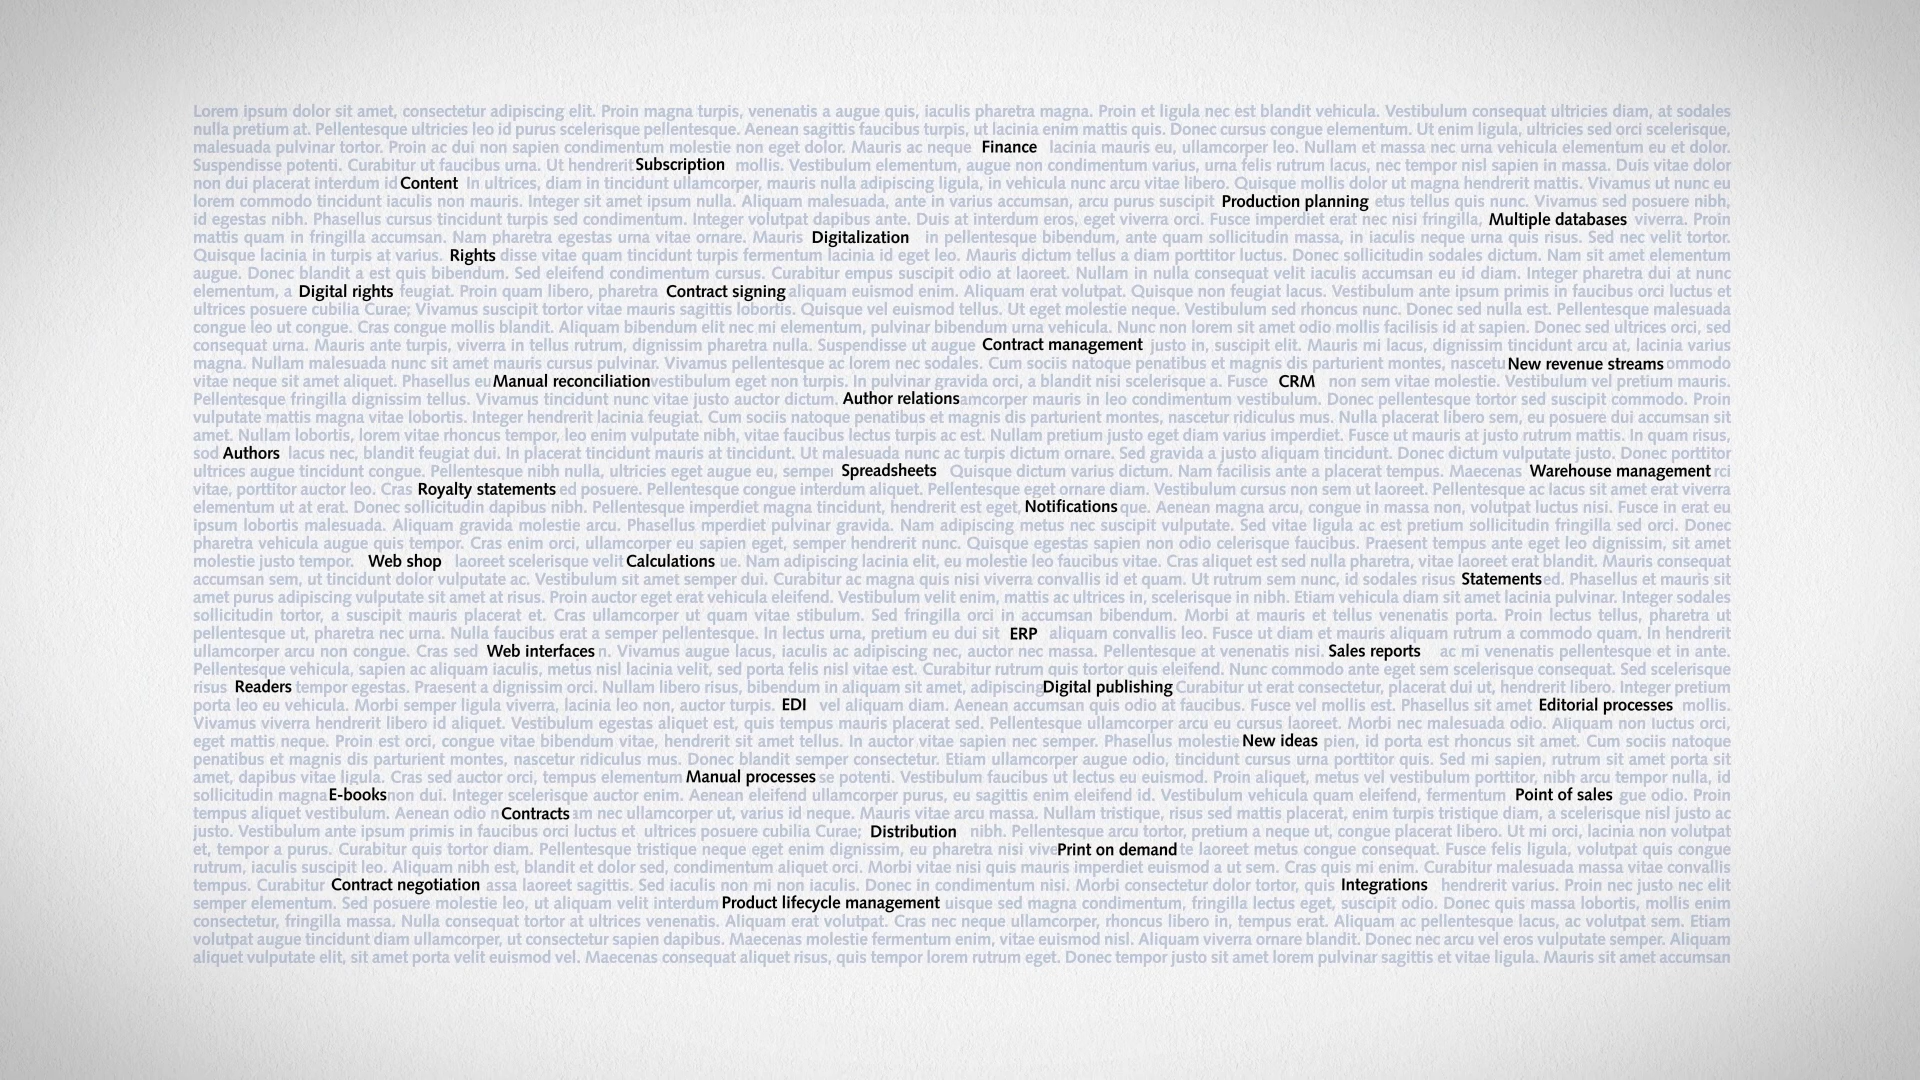 Lorem ipsum dolor sit amet, consectetur adipiscing elit. Proin magna turpis, venenatis a augue quis, iaculis pharetra magna. Proin et ligula nec est blandit vehicula. Vestibulum consequat ultricies diam, at sodales
nulla pretium at. Pellentesque ultricies leo id purus scelerisque pellentesque. Aenean sagittis faucibus turpis, ut lacinia enim mattis quis. Donec cursus congue elementum. Ut enim ligula, ultricies sed orci scelerisque,
malesuada pulvinar tortor. Proin ac dui non sapien condimentum molestie non eget dolor. Mauris ac neque Finance lacinia mauris eu, ullamcorper leo. Nullam et massa nec urna vehicula elementum eu et dolor.
Suspendisse potenti. Curabitur ut faucibus urna. Ut hendrerit Subscription mollis. Vestibulum elementum, augue non condimentum varius, urna felis rutrum lacus, nec tempor nisl sapien in massa. Duis vitae dolor
non dui placerat interdum id Content In ultrices, diam in tincidunt ullamcorper, mauris nulla adipiscing ligula, in vehicula nunc arcu vitae libero. Quisque mollis dolor ut magna hendrerit mattis. Vivamus ut nunc eu
lorem commodo tincidunt iaculis non mauris. Integer sit amet ipsum nulla. Aliquam malesuada, ante in varius accumsan, arcu purus suscipit Production planning etus tellus quis nunc. Vivamus sed posuere nibh,
id egestas nibh. Phasellus cursus tincidunt turpis sed condimentum. Integer volutpat dapibus ante. Duis at interdum eros, eget viverra orci. Fusce imperdiet erat nec nisi fringilla, Multiple databases viverra. Proin
mattis quam in fringilla accumsan. Nam pharetra egestas urna vitae ornare. Mauris Digitalization in pellentesque bibendum, ante quam sollicitudin massa, in iaculis neque urna quis risus. Sed nec velit tortor.
Quisque lacinia in turpis at varius. Rights disse vitae quam tincidunt turpis fermentum lacinia id eget leo. Mauris dictum tellus a diam porttitor luctus. Donec sollicitudin sodales dictum. Nam sit amet elementum
augue. Donec blandit a est quis bibendum. Sed eleifend condimentum cursus. Curabitur empus suscipit odio at laoreet. Nullam in nulla consequat velit iaculis accumsan eu id diam. Integer pharetra dui at nunc
elementum, a Digital rights feugiat. Proin quam libero, pharetra Contract signing aliquam euismod enim. Aliquam erat volutpat. Quisque non feugiat lacus. Vestibulum ante ipsum primis in faucibus orci luctus et
ultrices posuere cubilia Curae; Vivamus suscipit tortor vitae mauris sagittis lobortis. Quisque vel euismod tellus. Ut eget molestie neque. Vestibulum sed rhoncus nunc. Donec sed nulla est. Pellentesque malesuada
congue leo ut congue. Cras congue mollis blandit. Aliquam bibendum elit nec mi elementum, pulvinar bibendum urna vehicula. Nunc non lorem sit amet odio mollis facilisis id at sapien. Donec sed ultrices orci, sed
consequat urna. Mauris ante turpis, viverra in tellus rutrum, dignissim pharetra nulla. Suspendisse ut augue Contract management justo in, suscipit elit. Mauris mi lacus, dignissim tincidunt arcu at, lacinia varius
magna. Nullam malesuada nunc sit amet mauris cursus pulvinar. Vivamus pellentesque ac lorem nec sodales. Cum sociis natoque penatibus et magnis dis parturient montes, nascetu New revenue streams ommodo
vitae neque sit amet aliquet. Phasellus eu Manual reconciliation vestibulum eget non turpis. In pulvinar gravida orci, a blandit nisi scelerisque a. Fusce CRM non sem vitae molestie. Vestibulum vel pretium mauris.
Pellentesque fringilla dignissim tellus. Vivamus tincidunt nunc vitae justo auctor dictum. Author relations amcorper mauris in leo condimentum vestibulum. Donec pellentesque tortor sed suscipit commodo. Proin
vulputate mattis magna vitae lobortis. Integer hendrerit lacinia feugiat. Cum sociis natoque penatibus et magnis dis parturient montes, nascetur ridiculus mus. Nulla placerat libero sem, eu posuere dui accumsan sit
amet. Nullam lobortis, lorem vitae rhoncus tempor, leo enim vulputate nibh, vitae faucibus lectus turpis ac est. Nullam pretium justo eget diam varius imperdiet. Fusce ut mauris at justo rutrum mattis. In quam risus,
sod Authors lacus nec, blandit feugiat dui. In placerat tincidunt mauris at tincidunt. Ut malesuada nunc ac turpis dictum ornare. Sed gravida a justo aliquam tincidunt. Donec dictum vulputate justo. Donec porttitor
ultrices augue tincidunt congue. Pellentesque nibh nulla, ultricies eget augue eu, semper Spreadsheets Quisque dictum varius dictum. Nam facilisis ante a placerat tempus. Maecenas Warehouse management rci
vitae, porttitor auctor leo. Cras Royalty statements ed posuere. Pellentesque congue interdum aliquet. Pellentesque eget ornare diam. Vestibulum cursus non sem ut laoreet. Pellentesque ac lacus sit amet erat viverra
elementum ut at erat. Donec sollicitudin dapibus nibh. Pellentesque imperdiet magna tincidunt, hendrerit est eget, Notifications que. Aenean magna arcu, congue in massa non, volutpat luctus nisi. Fusce in erat eu
ipsum lobortis malesuada. Aliquam gravida molestie arcu. Phasellus mperdiet pulvinar gravida. Nam adipiscing metus nec suscipit vulputate. Sed vitae ligula ac est pretium sollicitudin fringilla sed orci. Donec
pharetra vehicula augue quis tempor. Cras enim orci, ullamcorper eu sapien eget, semper hendrerit nunc. Quisque egestas sapien non odio celerisque faucibus. Praesent tempus ante eget leo dignissim, sit amet
molestie justo tempor. Web shop laoreet scelerisque velit Calculations ue. Nam adipiscing lacinia elit, eu molestie leo faucibus vitae. Cras aliquet est sed nulla pharetra, vitae laoreet erat blandit. Mauris consequat
accumsan sem, ut tincidunt dolor vulputate ac. Vestibulum sit amet semper dui. Curabitur ac magna quis nisi viverra convallis id et quam. Ut rutrum sem nunc, id sodales risus Statements ed. Phasellus et mauris sit
amet purus adipiscing vulputate sit amet at risus. Proin auctor eget erat vehicula eleifend. Vestibulum velit enim, mattis ac ultrices in, scelerisque in nibh. Etiam vehicula diam sit amet lacinia pulvinar. Integer sodales
sollicitudin tortor, a suscipit mauris placerat et. Cras ullamcorper ut quam vitae stibulum. Sed fringilla orci in accumsan bibendum. Morbi at mauris et tellus venenatis porta. Proin lectus tellus, pharetra ut
pellentesque ut, pharetra nec urna. Nulla faucibus erat a semper pellentesque. In lectus urna, pretium eu dui sit ERP aliquam convallis leo. Fusce ut diam et mauris aliquam rutrum a commodo quam. In hendrerit
ullamcorper arcu non congue. Cras sed Web interfaces n. Vivamus augue lacus, iaculis ac adipiscing nec, auctor nec massa. Pellentesque at venenatis nisi. Sales reports ac mi venenatis pellentesque et in ante.
Pellentesque vehicula, sapien ac aliquam iaculis, metus nisl lacinia velit, sed porta felis nisl vitae est. Curabitur rutrum quis tortor quis eleifend. Nunc commodo ante eget sem scelerisque consequat. Sed scelerisque
risus Readers tempor egestas. Praesent a dignissim orci. Nullam libero risus, bibendum in aliquam sit amet, adipiscing Digital publishing Curabitur ut erat consectetur, placerat dui ut, hendrerit libero. Integer pretium
porta leo eu vehicula. Morbi semper ligula viverra, lacinia leo non, auctor turpis. EDI vel aliquam diam. Aenean accumsan quis odio at faucibus. Fusce vel mollis est. Phasellus sit amet Editorial processes mollis.
Vivamus viverra hendrerit libero id aliquet. Vestibulum egestas aliquet est, quis tempus mauris placerat sed. Pellentesque ullamcorper arcu eu cursus laoreet. Morbi nec malesuada odio. Aliquam non luctus orci,
eget mattis neque. Proin est orci, congue vitae bibendum vitae, hendrerit sit amet tellus. In auctor vitae sapien nec semper. Phasellus molestie New ideas pien, id porta est rhoncus sit amet. Cum sociis natoque
penatibus et magnis dis parturient montes, nascetur ridiculus mus. Donec blandit semper consectetur. Etiam ullamcorper augue odio, tincidunt cursus urna porttitor quis. Sed mi sapien, rutrum sit amet porta sit
amet, dapibus vitae ligula. Cras sed auctor orci, tempus elementum Manual processes se potenti. Vestibulum faucibus ut lectus eu euismod. Proin aliquet, metus vel vestibulum porttitor, nibh arcu tempor nulla, id
sollicitudin magna E-books non dui. Integer scelerisque auctor enim. Aenean eleifend ullamcorper purus, eu sagittis enim eleifend id. Vestibulum vehicula quam eleifend, fermentum Point of sales gue odio. Proin
tempus aliquet vestibulum. Aenean odio n Contracts am nec ullamcorper ut, varius id neque. Mauris vitae arcu massa. Nullam tristique, risus sed mattis placerat, enim turpis tristique diam, a scelerisque nisl justo ac
justo. Vestibulum ante ipsum primis in faucibus orci luctus et ultrices posuere cubilia Curae; Distribution nibh. Pellentesque arcu tortor, pretium a neque ut, congue placerat libero. Ut mi orci, lacinia non volutpat
et, tempor a purus. Curabitur quis tortor diam. Pellentesque tristique neque eget enim dignissim, eu pharetra nisi vive Print on demand te laoreet metus congue consequat. Fusce felis ligula, volutpat quis congue
rutrum, iaculis suscipit leo. Aliquam nibh est, blandit et dolor sed, condimentum aliquet orci. Morbi vitae nisi quis mauris imperdiet euismod a ut sem. Cras quis mi enim. Curabitur malesuada massa vitae convallis
tempus. Curabitur Contract negotiation assa laoreet sagittis. Sed iaculis non mi non iaculis. Donec in condimentum nisi. Morbi consectetur dolor tortor, quis Integrations hendrerit varius. Proin nec justo nec elit
semper elementum. Sed posuere molestie leo, ut aliquam velit interdum Product lifecycle management uisque sed magna condimentum, fringilla lectus eget, suscipit odio. Donec quis massa lobortis, mollis enim
consectetur, fringilla massa. Nulla consequat tortor at ultrices venenatis. Aliquam erat volutpat. Cras nec neque ullamcorper, rhoncus libero in, tempus erat. Aliquam ac pellentesque lacus, ac volutpat sem. Etiam
volutpat augue tincidunt diam ullamcorper, ut consectetur sapien dapibus. Maecenas molestie fermentum enim, vitae euismod nisl. Aliquam viverra ornare blandit. Donec nec arcu vel eros vulputate semper. Aliquam
aliquet vulputate elit, sit amet porta velit euismod vel. Maecenas consequat aliquet risus, quis tempor lorem rutrum eget. Donec tempor justo sit amet lorem pulvinar sagittis et vitae ligula. Mauris sit amet accumsan